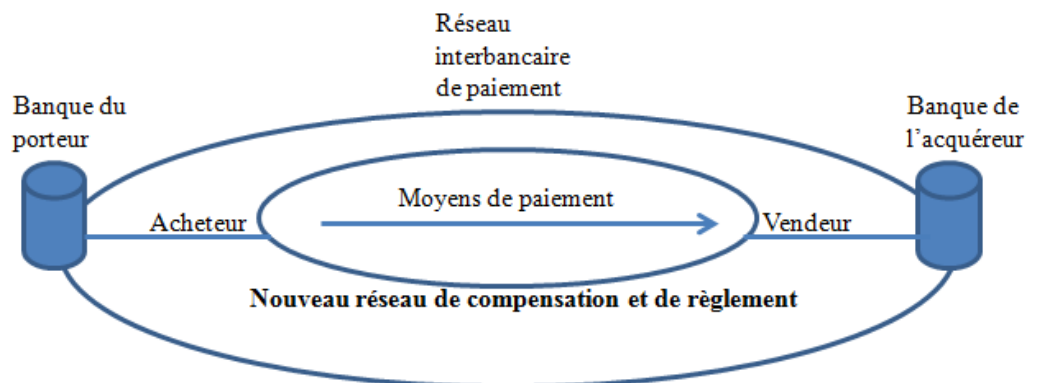 Réseau
interbancaire
de paiement
Banque du
porteur
Banque de
l'acquéreur
Moyens de paiement
Acheteur
Vendeur
Nouveau réseau de compensation et de règlement